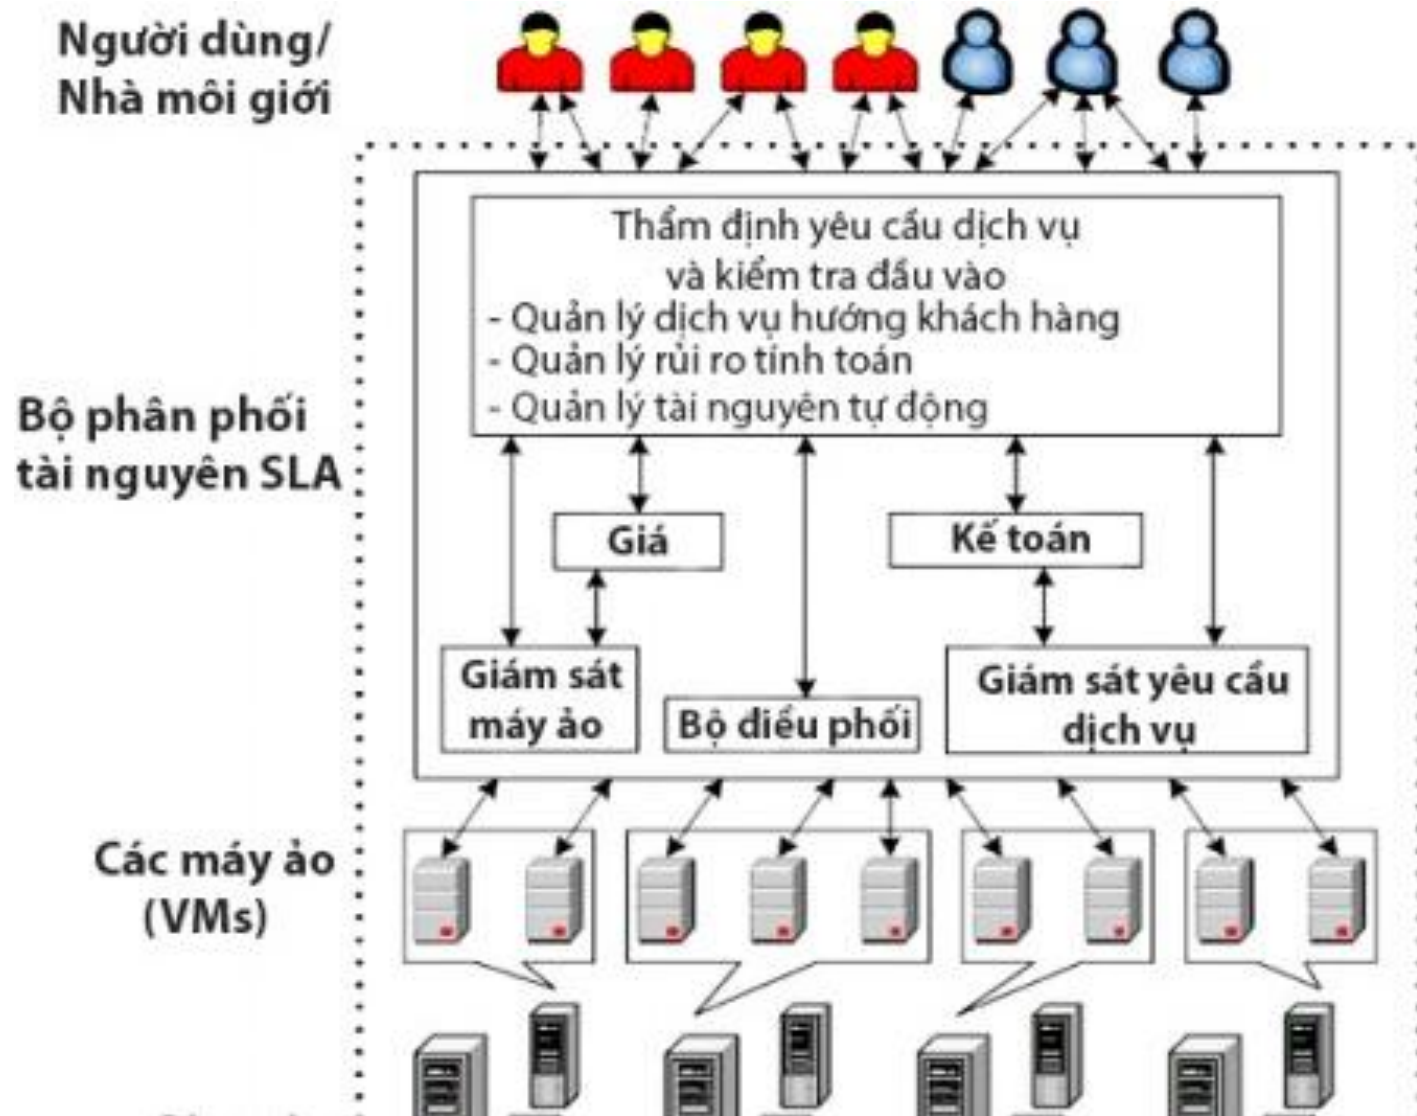 Người dùng/
Nhà môi giới
Thẩm định yêu cầu dịch vụ
và kiểm tra đầu vào
- Quản lý dịch vụ hướng khách hàng
- Quản lý rủi ro tính toán
- Quản lý tài nguyên tự động
Bộ phân phối
tài nguyên SLA
Giá
Kế toán
Giám sát
máy ảo
Bộ điều phối
Giám sát yêu cầu
dịch vụ
Các máy ảo
(VMs)